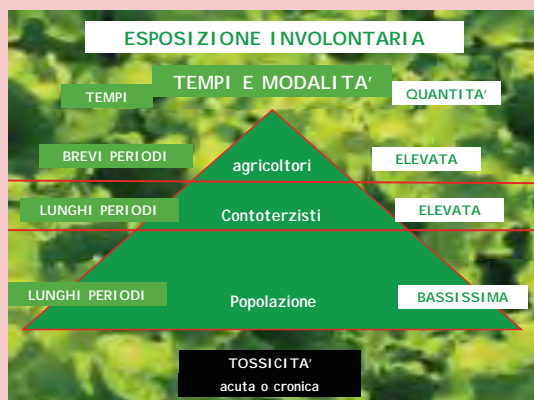 ESPOSIZIONE INVOLONTARIA
TEMPI E MODALITA'
TEMPI
QUANTITA'
BREVI PERIODI
agricoltori
ELEVATA
LUNGHI PERIODI
Contoterzisti
ELEVATA
LUNGHI PERIODI
Popolazione
BASSISSIMA
TOSSICITA'
acuta o cronica